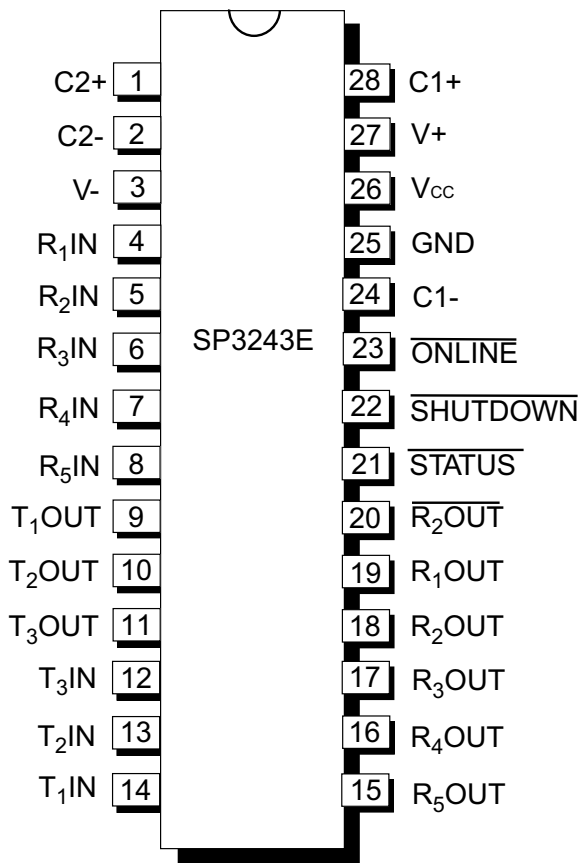 C2+ 1 28 C1+
C2- 2 27 V+
V- 3 26 Vcc
R1IN 4 25 GND
R2IN 5 24 C1-
R3IN 6 SP3243E 23 ONLINE
R4IN 7 22 SHUTDOWN
R5IN 8 21 STATUS
T1OUT 9 20 R2OUT
T2OUT 10 19 R1OUT
T3OUT 11 18 R2OUT
T3IN 12 17 R3OUT
T2IN 13 16 R4OUT
T1IN 14 15 R5OUT